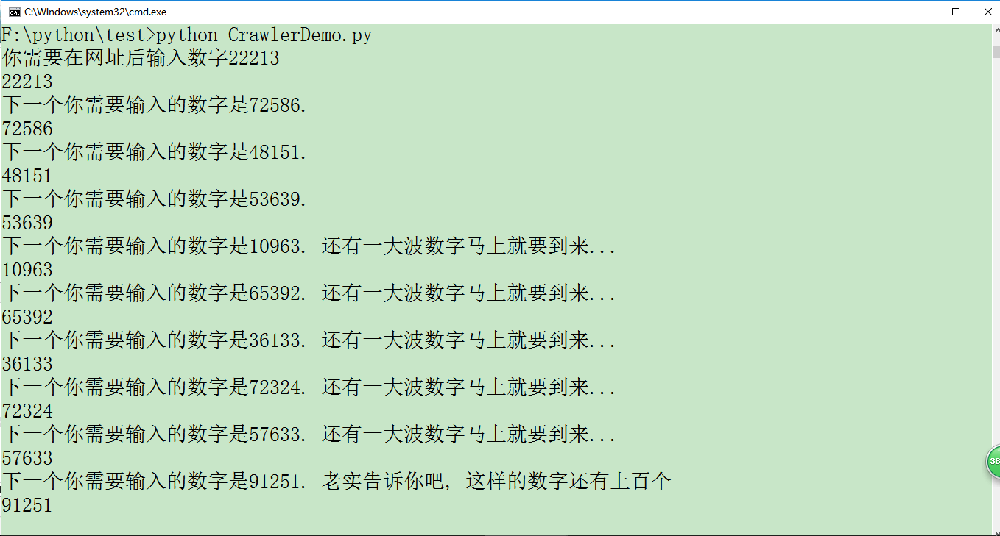 C:\Windows\system32\cmd.exe
F:\python\test>python CrawlerDemo.py
你需要在网址后输入数字22213
22213
下一个你需要输入的数字是72586.
72586
下一个你需要输入的数字是48151.
48151
下一个你需要输入的数字是53639.
53639
下一个你需要输入的数字是10963. 还有一大波数字马上就要到来...
10963
下一个你需要输入的数字是65392. 还有一大波数字马上就要到来...
65392
下一个你需要输入的数字是36133. 还有一大波数字马上就要到来...
36133
下一个你需要输入的数字是72324. 还有一大波数字马上就要到来...
72324
下一个你需要输入的数字是57633. 还有一大波数字马上就要到来...
57633
下一个你需要输入的数字是91251. 老实告诉你吧, 这样的数字还有上百个
91251
38